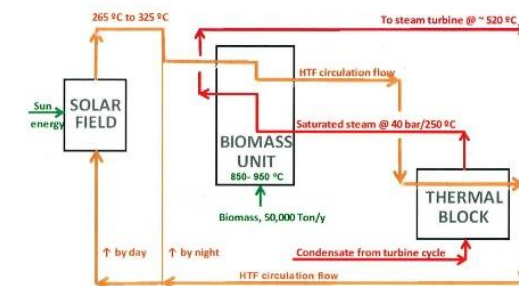 265 ºC to 325 ºC
To steam turbine @ ~ 520 ºC
HTF circulation flow
Sun
energy
SOLAR
FIELD
BIOMASS
UNIT
850- 950 ºC
Saturated steam @ 40 bar/250 ºC
THERMAL
BLOCK
Biomass, 50,000 Ton/y
↑ by day
↑ by night
Condensate from turbine cycle
HTF circulation flow